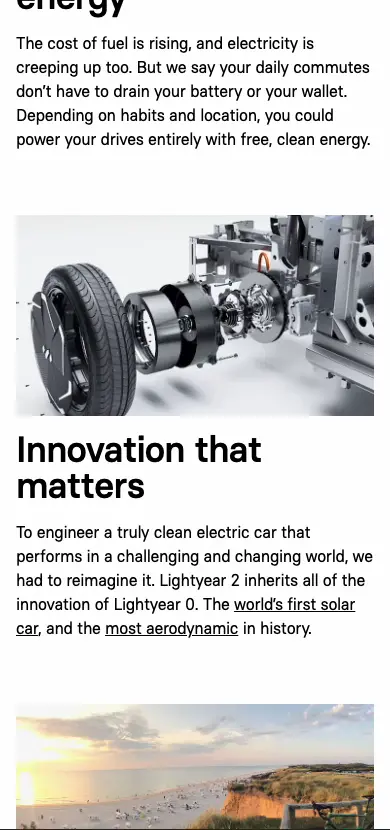 energy
The cost of fuel is rising, and electricity is
creeping up too. But we say your daily commutes
don’t have to drain your battery or your wallet.
Depending on habits and location, you could
power your drives entirely with free, clean energy.
Innovation that
matters
To engineer a truly clean electric car that
performs in a challenging and changing world, we
had to reimagine it. Lightyear 2 inherits all of the
innovation of Lightyear 0. The world’s first solar
car, and the most aerodynamic in history.